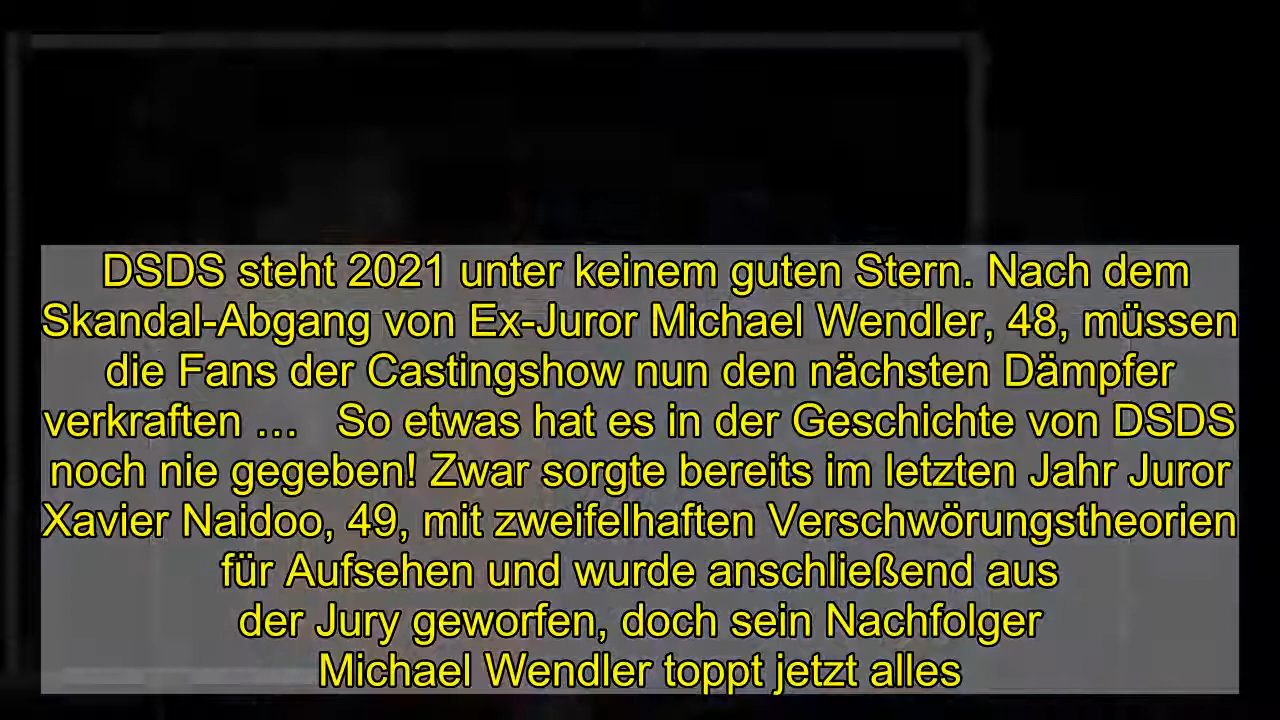 DSDS steht 2021 unter keinem guten Stern. Nach dem
Skandal-Abgang von Ex-Juror Michael Wendler, 48, müssen
die Fans der Castingshow nun den nächsten Dämpfer
verkraften … So etwas hat es in der Geschichte von DSDS
noch nie gegeben! Zwar sorgte bereits im letzten Jahr Juror
Xavier Naidoo, 49, mit zweifelhaften Verschwörungstheorien
für Aufsehen und wurde anschließend aus
der Jury geworfen, doch sein Nachfolger
Michael Wendler toppt jetzt alles